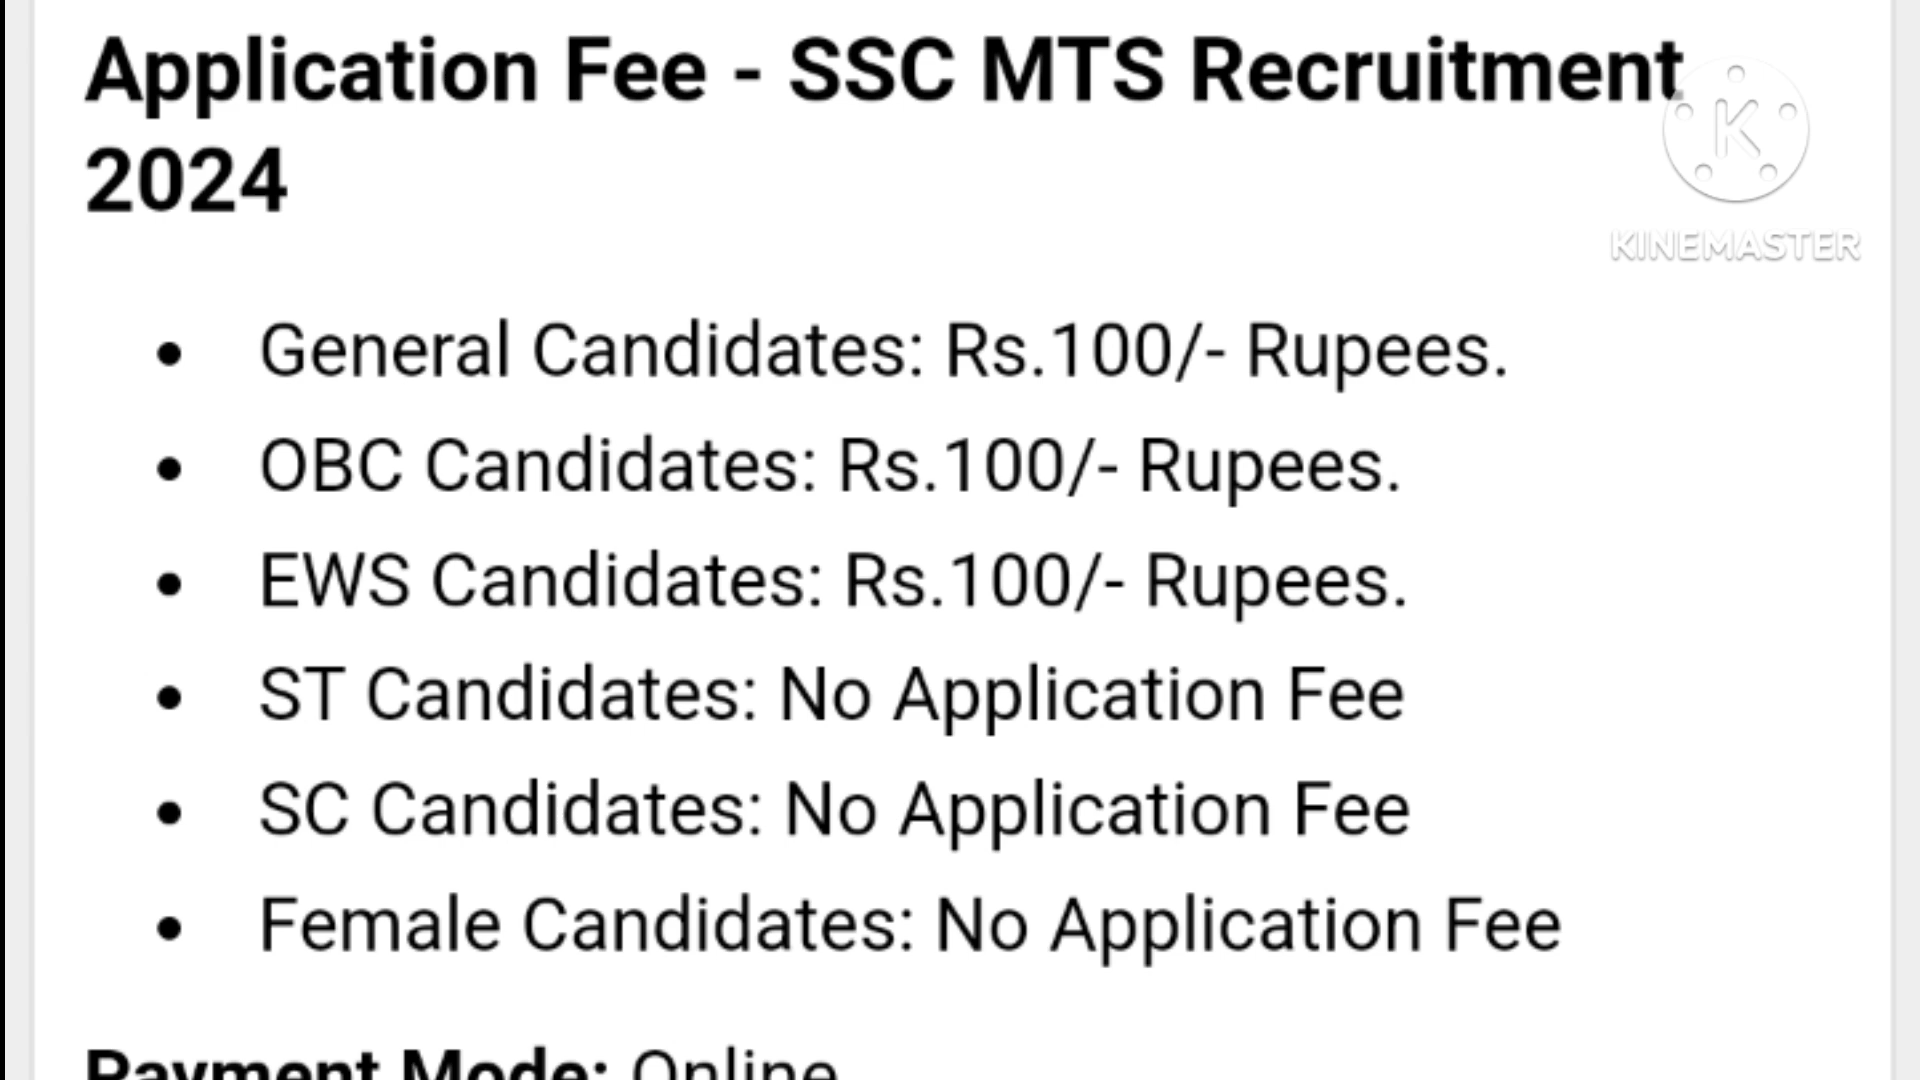 Application Fee - SSC MTS Recruitment
2024
K
KINEMASTER
• General Candidates: Rs.100/- Rupees.
• OBC Candidates: Rs.100/- Rupees.
• EWS Candidates: Rs.100/- Rupees.
• ST Candidates: No Application Fee
• SC Candidates: No Application Fee
• Female Candidates: No Application Fee
Payment Mode: Online